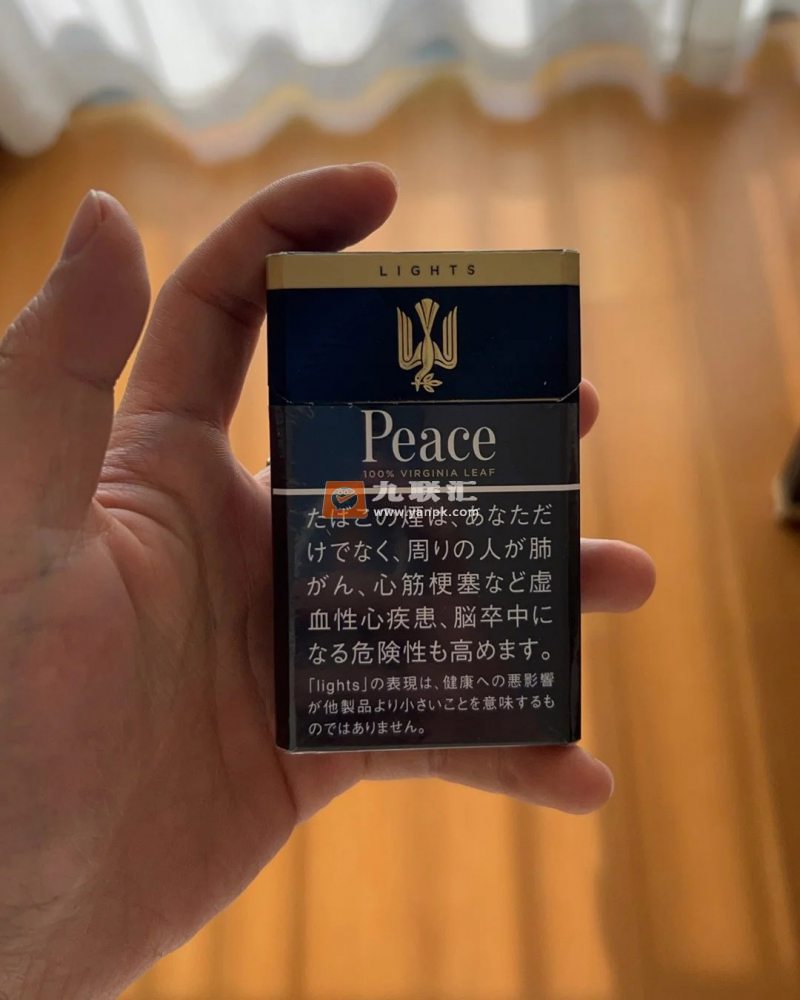 LIGHTS
Peace
100% VIRGINIA LEAF
九联汇
www.yanpk.com
たばこの煙は、あなただ
けでなく、周りの人が肺
がん、心筋梗塞など虚
血性心疾患、脳卒中に
なる危険性も高めます。
「lights」の表現は、健康への悪影響
が他製品より小さいことを意味するも
のではありません。